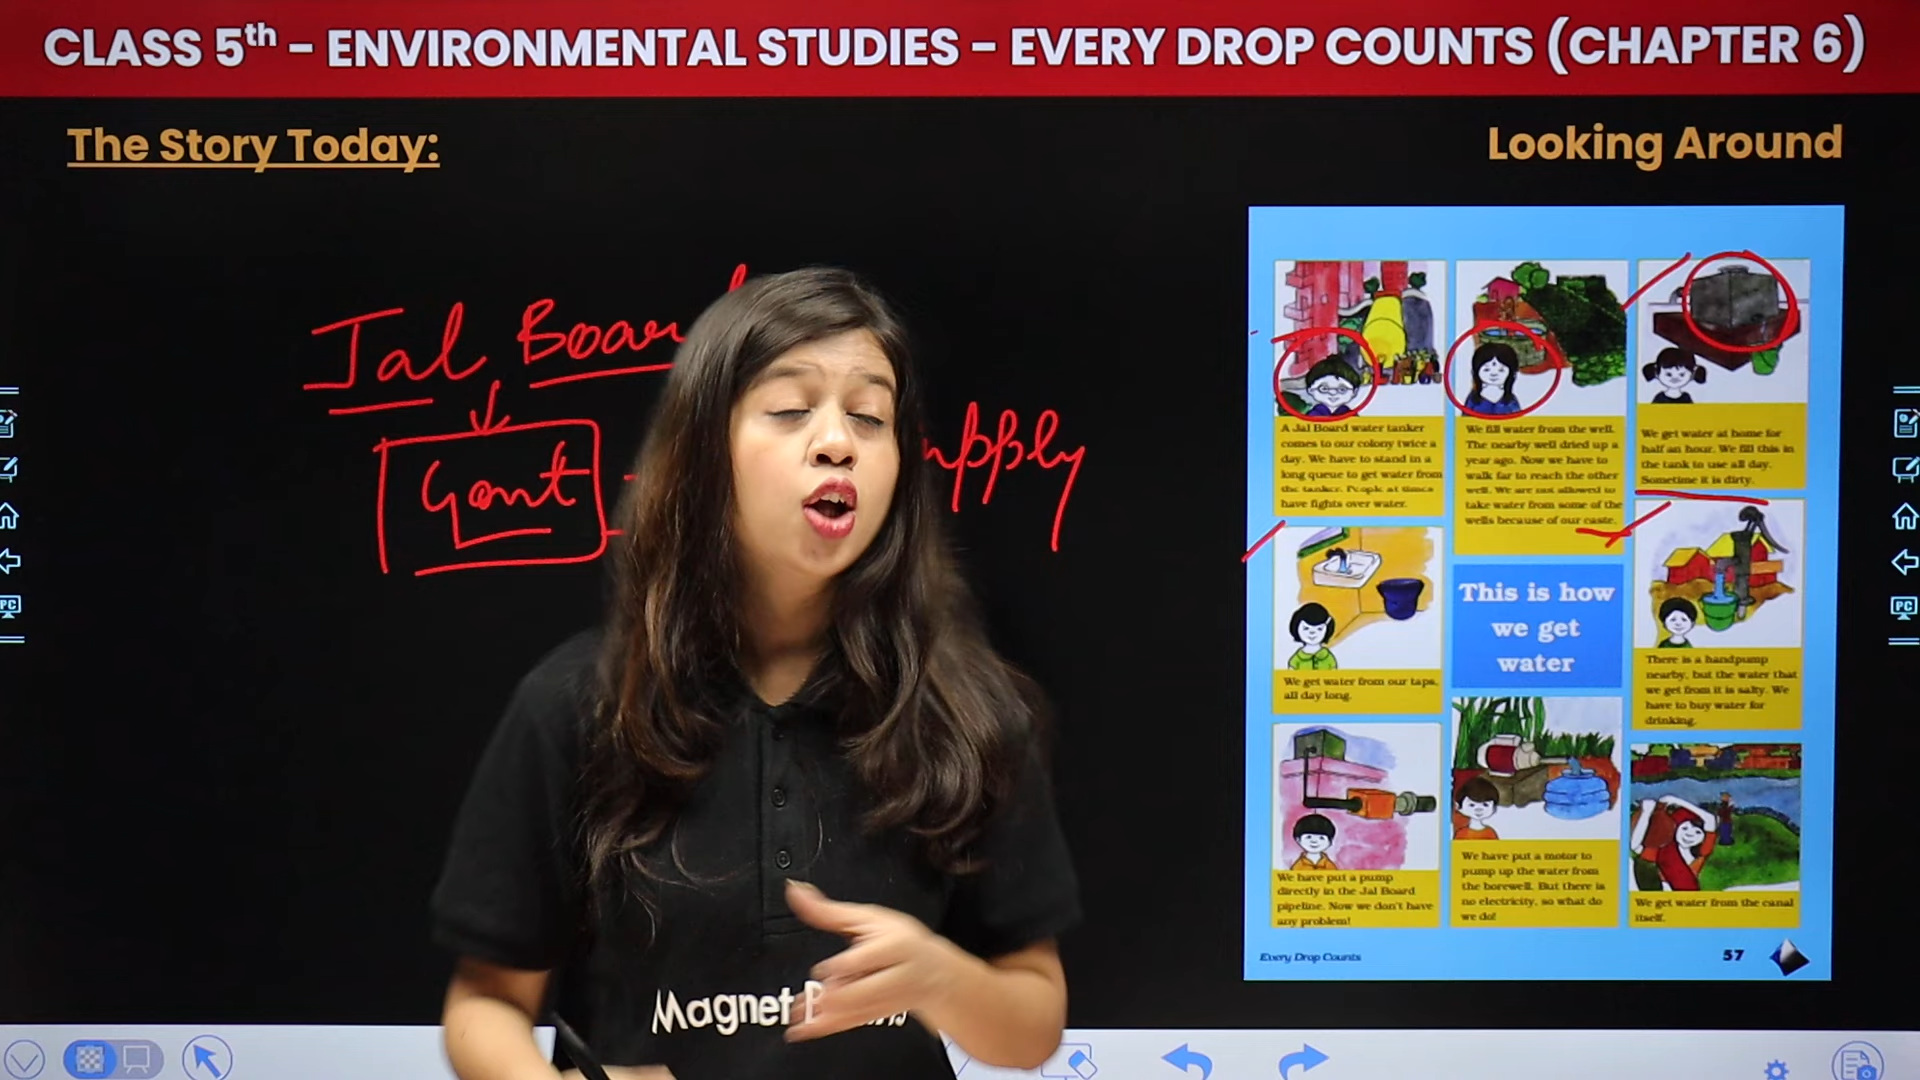 CLASS 5th – ENVIRONMENTAL STUDIES – EVERY DROP COUNTS (CHAPTER 6)
The Story Today:
Looking Around
Jal Board
Govt
upply
A Jal Board water tanker
comes to our colony twice a
day. We have to stand in a
long queue to get water from
the tanker. People at times
have fights over water.
We fill water from the well.
The nearby well dried up a
year ago. Now we have to
walk far to reach the other
well. We are not allowed to
take water from some of the
wells because of our caste.
We get water at home for
half an hour. We fill this in
the tank to use all day.
Sometime it is dirty.
We get water from our taps,
all day long.
This is how
we get
water
There is a handpump
nearby, but the water that
we get from it is salty. We
have to buy water for
drinking.
We have put a pump
directly in the Jal Board
pipeline. Now we don't have
any problem!
We have put a motor to
pump up the water from
the borewell. But there is
no electricity, so what do
we do!
We get water from the canal
itself.
Every Drop Counts
57
Magnet
PC
PC